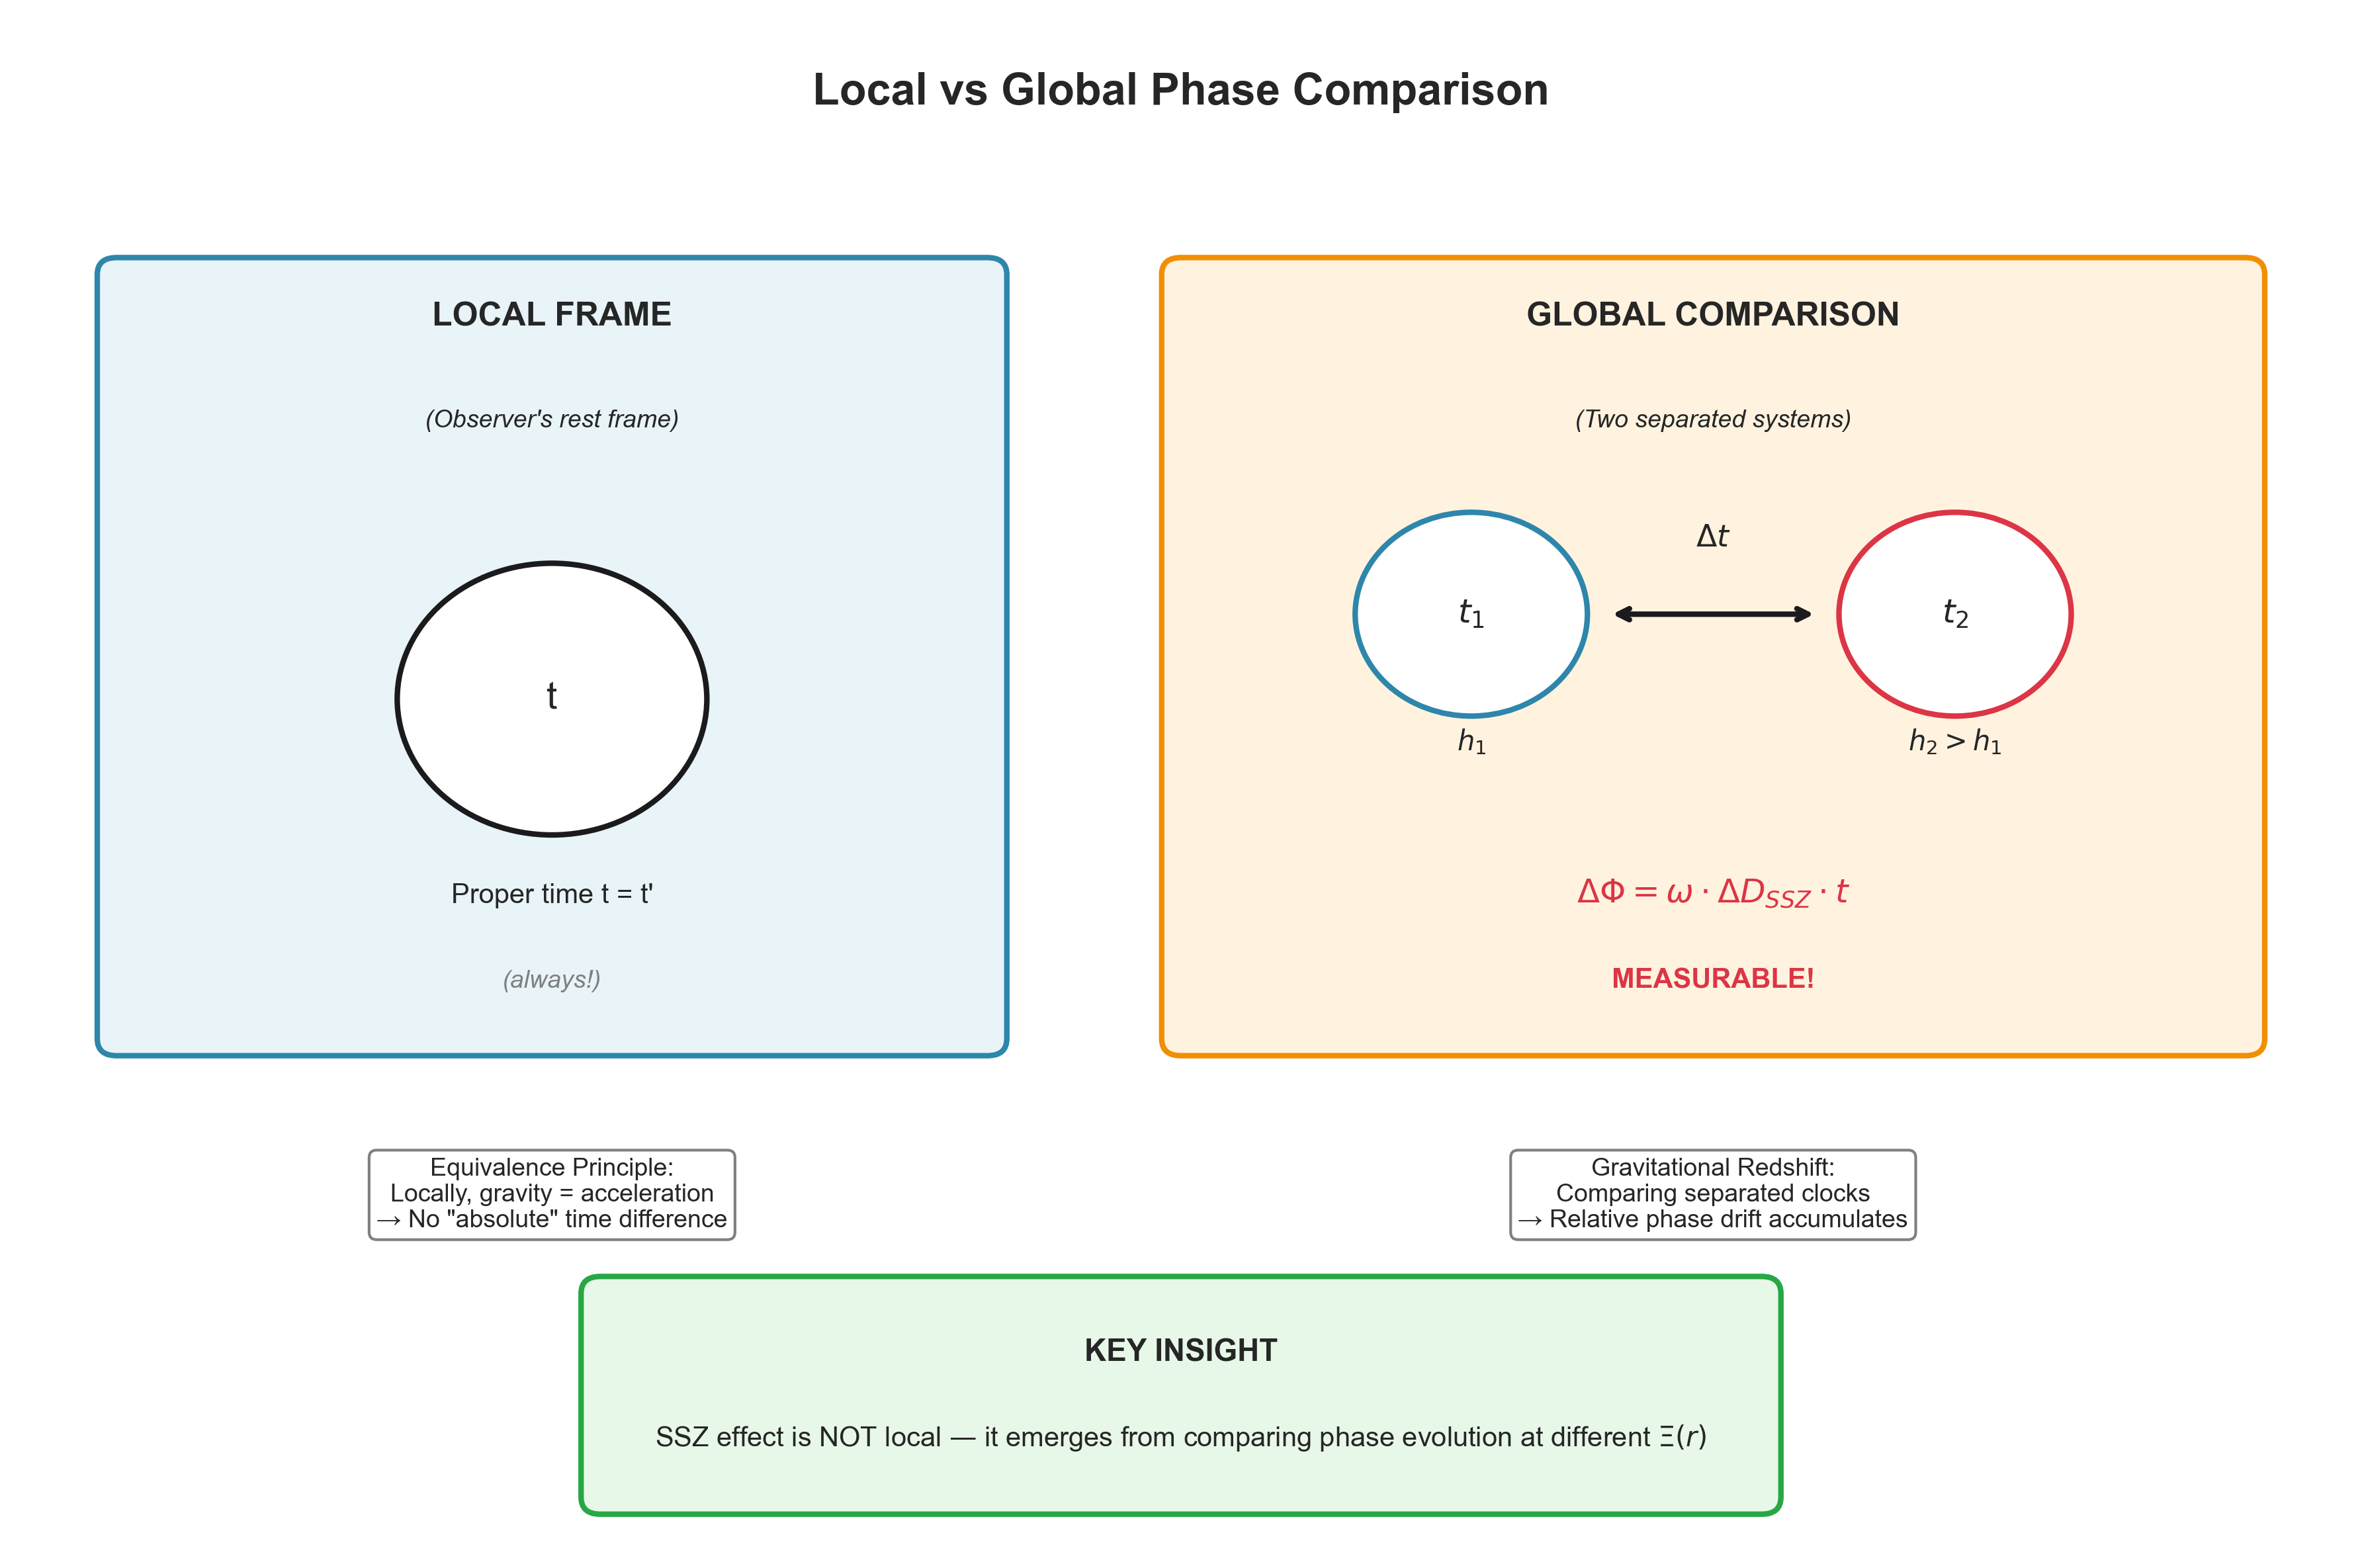 Local vs Global Phase Comparison
LOCAL FRAME
(Observer's rest frame)
t
Proper time t = t'
(always!)
GLOBAL COMPARISON
(Two separated systems)
Δt
t₁
t₂
h₁
h₂ > h₁
ΔΦ = ω · ΔD_SSZ · t
MEASURABLE!
Equivalence Principle:
Locally, gravity = acceleration
→ No "absolute" time difference
Gravitational Redshift:
Comparing separated clocks
→ Relative phase drift accumulates
KEY INSIGHT
SSZ effect is NOT local — it emerges from comparing phase evolution at different Ξ(r)